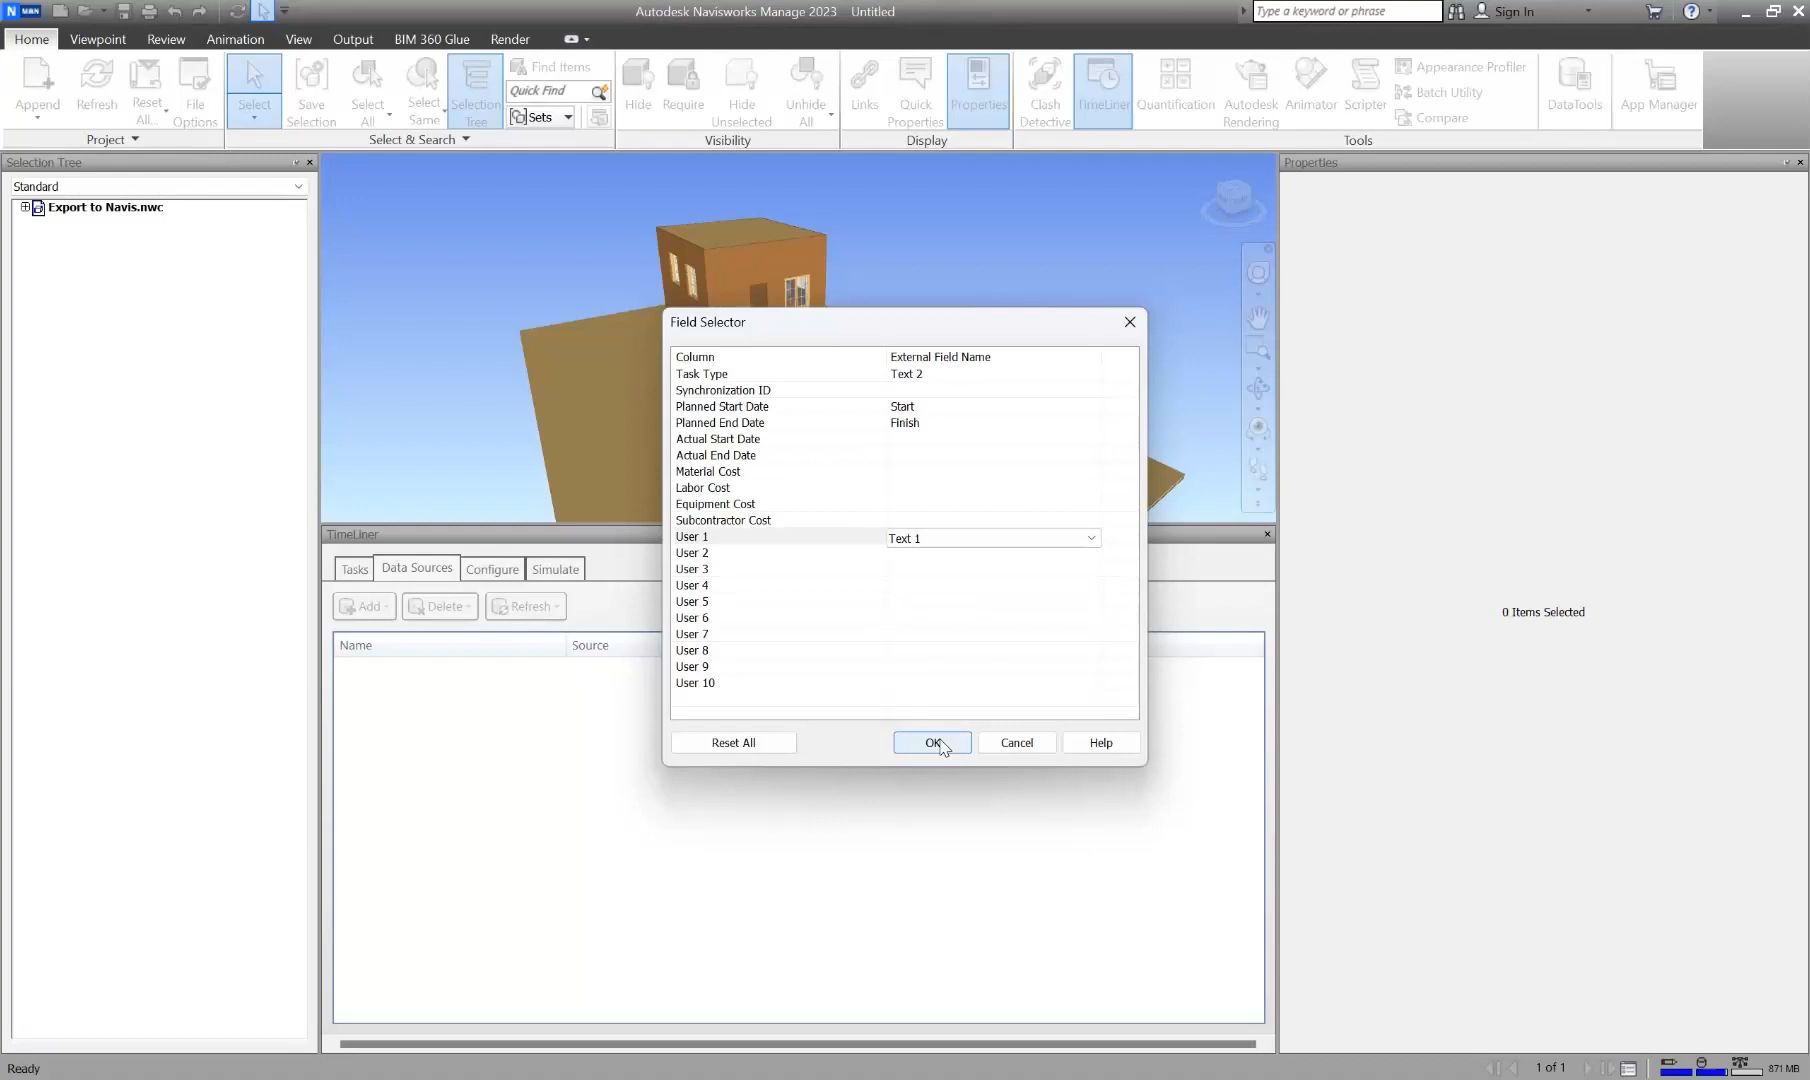 N MAN
Autodesk Navisworks Manage 2023 Untitled
Type a keyword or phrase
Sign In
Home Viewpoint Review Animation View Output BIM 360 Glue Render
Append
Refresh
Reset All...
File Options
Project
Select
Save Selection
Select All
Select Same
Selection Tree
Find Items
Quick Find
Sets
Select & Search
Hide
Require
Hide Unselected
Unhide All
Visibility
Links
Quick Properties
Properties
Display
Clash Detective
TimeLiner
Quantification
Autodesk Rendering
Animator
Scripter
Appearance Profiler
Batch Utility
Compare
DataTools
App Manager
Tools
Selection Tree
Standard
Export to Navis.nwc
Properties
0 Items Selected
Field Selector
Column External Field Name
Task Type Text 2
Synchronization ID
Planned Start Date Start
Planned End Date Finish
Actual Start Date
Actual End Date
Material Cost
Labor Cost
Equipment Cost
Subcontractor Cost
User 1 Text 1
User 2
User 3
User 4
User 5
User 6
User 7
User 8
User 9
User 10
Reset All OK Cancel Help
TimeLiner
Tasks Data Sources Configure Simulate
Add Delete Refresh
Name Source
Ready
1 of 1
871 MB